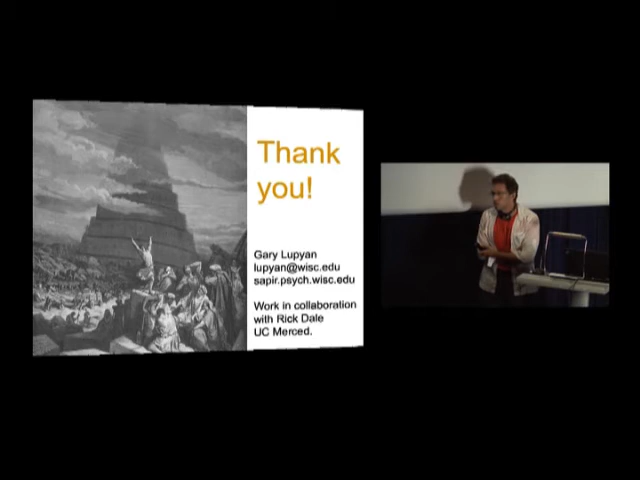 Thank
you!
Gary Lupyan
lupyan@wisc.edu
sapir.psych.wisc.edu
Work in collaboration
with Rick Dale
UC Merced.